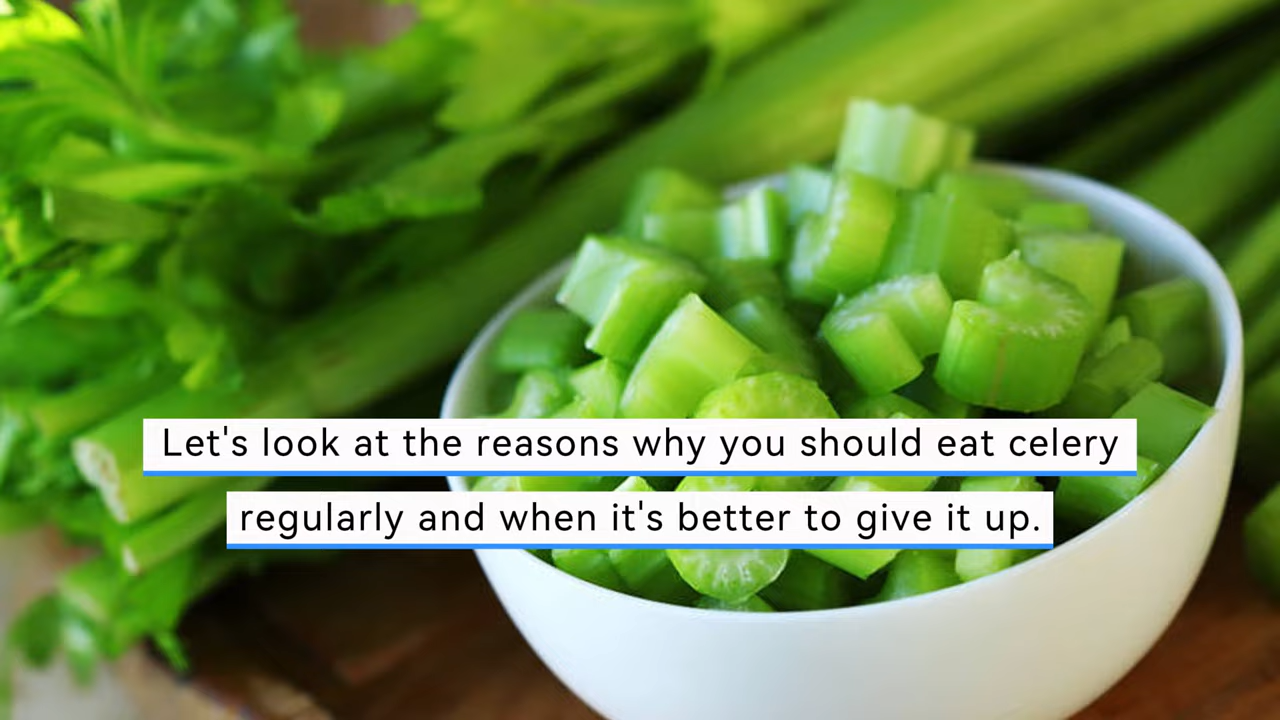 Let's look at the reasons why you should eat celery
regularly and when it's better to give it up.